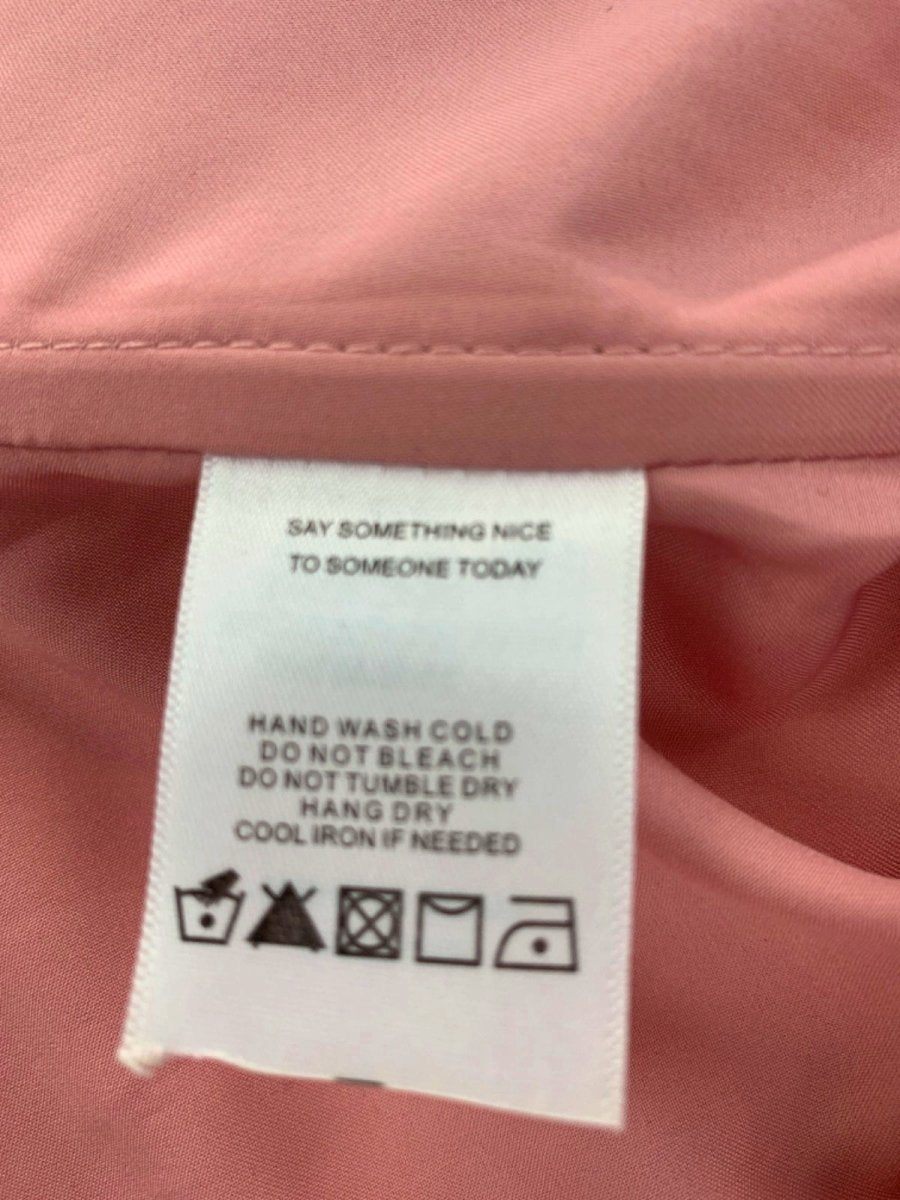 SAY SOMETHING NICE
TO SOMEONE TODAY
HAND WASH COLD
DO NOT BLEACH
DO NOT TUMBLE DRY
HANG DRY
COOL IRON IF NEEDED